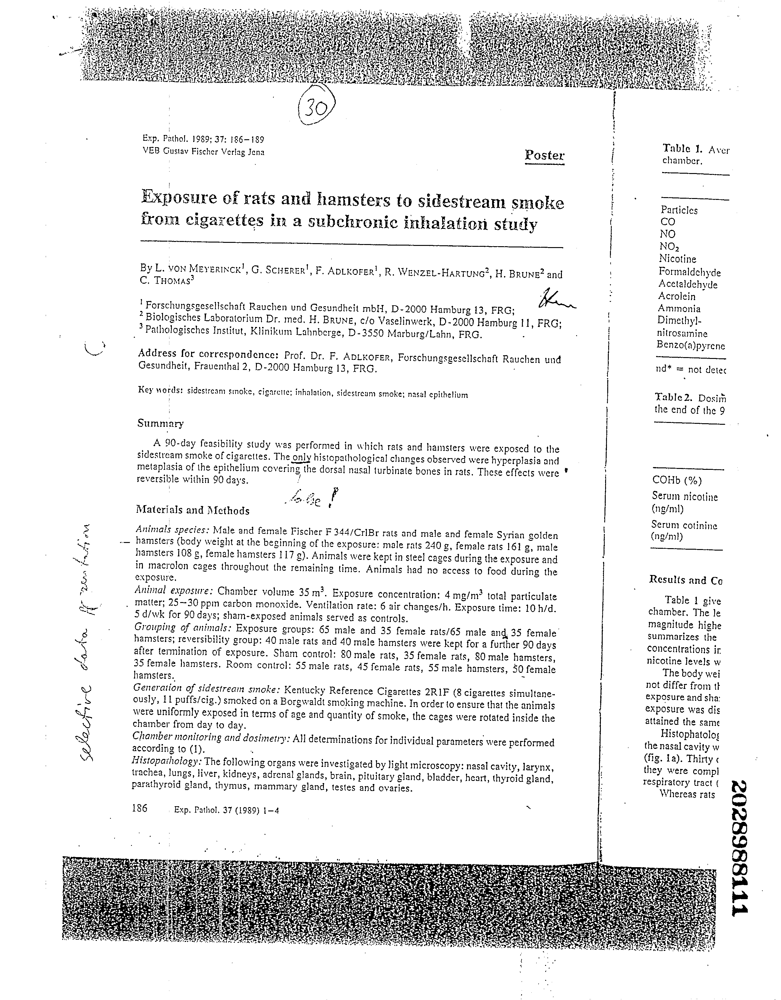 30
Exp. Pathol. 1989; 37: 186–189
VEB Gustav Fischer Verlag Jena
Poster
Exposure of rats and hamsters to sidestream smoke
from cigarettes in a subchronic inhalation study
By L. VON MEYERINCK¹, G. SCHERER¹, F. ADLKOFER¹, R. WENZEL-HARTUNG², H. BRUNE² and
C. THOMAS³
¹ Forschungsgesellschaft Rauchen und Gesundheit mbH, D-2000 Hamburg 13, FRG;
² Biologisches Laboratorium Dr. med. H. BRUNE, c/o Vaselinwerk, D-2000 Hamburg 11, FRG;
³ Pathologisches Institut, Klinikum Lahnberge, D-3550 Marburg/Lahn, FRG.
Address for correspondence: Prof. Dr. F. ADLKOFER, Forschungsgesellschaft Rauchen und
Gesundheit, Frauenthal 2, D-2000 Hamburg 13, FRG.
Key words: sidestream smoke, cigarette; inhalation, sidestream smoke; nasal epithelium
Summary
A 90-day feasibility study was performed in which rats and hamsters were exposed to the
sidestream smoke of cigarettes. The only histopathological changes observed were hyperplasia and
metaplasia of the epithelium covering the dorsal nasal turbinate bones in rats. These effects were
reversible within 90 days.
false!
Materials and Methods
Animals species: Male and female Fischer F 344/CrlBr rats and male and female Syrian golden
hamsters (body weight at the beginning of the exposure: male rats 240 g, female rats 161 g, male
hamsters 108 g, female hamsters 117 g). Animals were kept in steel cages during the exposure and
in macrolon cages throughout the remaining time. Animals had no access to food during the
exposure.
Animal exposure: Chamber volume 35 m³. Exposure concentration: 4 mg/m³ total particulate
matter; 25–30 ppm carbon monoxide. Ventilation rate: 6 air changes/h. Exposure time: 10 h/d.
5 d/wk for 90 days; sham-exposed animals served as controls.
Grouping of animals: Exposure groups: 65 male and 35 female rats/65 male and 35 female
hamsters; reversibility group: 40 male rats and 40 male hamsters were kept for a further 90 days
after termination of exposure. Sham control: 80 male rats, 35 female rats, 80 male hamsters,
35 female hamsters. Room control: 55 male rats, 45 female rats, 55 male hamsters, 50 female
hamsters.
Generation of sidestream smoke: Kentucky Reference Cigarettes 2R1F (8 cigarettes simultane-
ously, 11 puffs/cig.) smoked on a Borgwaldt smoking machine. In order to ensure that the animals
were uniformly exposed in terms of age and quantity of smoke, the cages were rotated inside the
chamber from day to day.
Chamber monitoring and dosimetry: All determinations for individual parameters were performed
according to (1).
Histopathology: The following organs were investigated by light microscopy: nasal cavity, larynx,
trachea, lungs, liver, kidneys, adrenal glands, brain, pituitary gland, bladder, heart, thyroid gland,
parathyroid gland, thymus, mammary gland, testes and ovaries.
186 Exp. Pathol. 37 (1989) 1–4
selective data
Table 1. Aver
chamber.
Particles
CO
NO
NO₂
Nicotine
Formaldehyde
Acetaldehyde
Acrolein
Ammonia
Dimethyl-
nitrosamine
Benzo(a)pyrene
nd* = not detec
Table 2. Dosim
the end of the 9
COHb (%)
Serum nicotine
(ng/ml)
Serum cotinine
(ng/ml)
Results and Co
Table 1 give
chamber. The le
magnitude highe
summarizes the
concentrations in
nicotine levels w
The body wei
not differ from th
exposure and sha
exposure was dis
attained the same
Histophatolog
the nasal cavity w
(fig. 1a). Thirty
they were compl
respiratory tract (
Whereas rats
2028988111